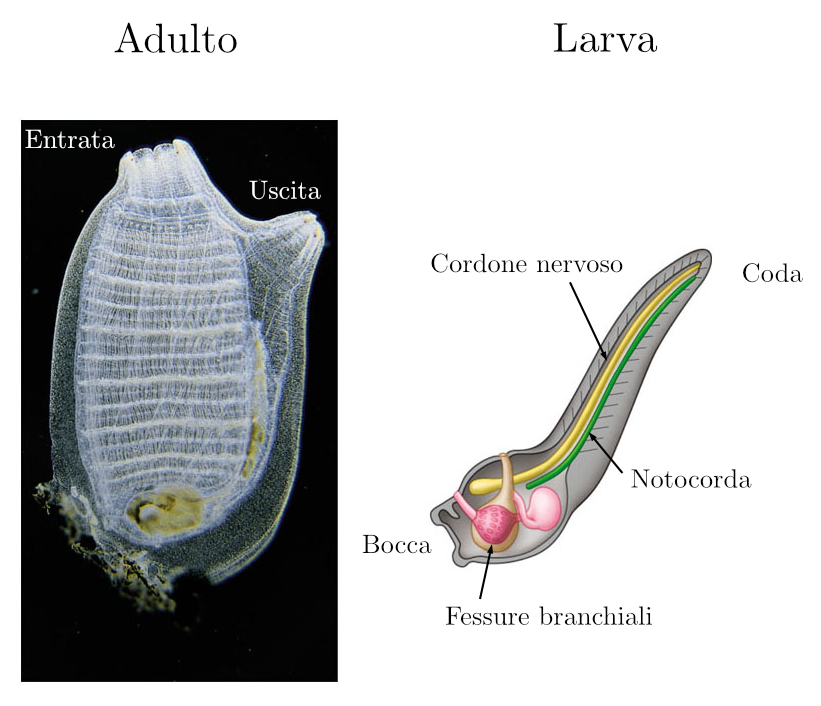 Adulto
Larva
Entrata
Uscita
Cordone nervoso
Coda
Notocorda
Bocca
Fessure branchiali